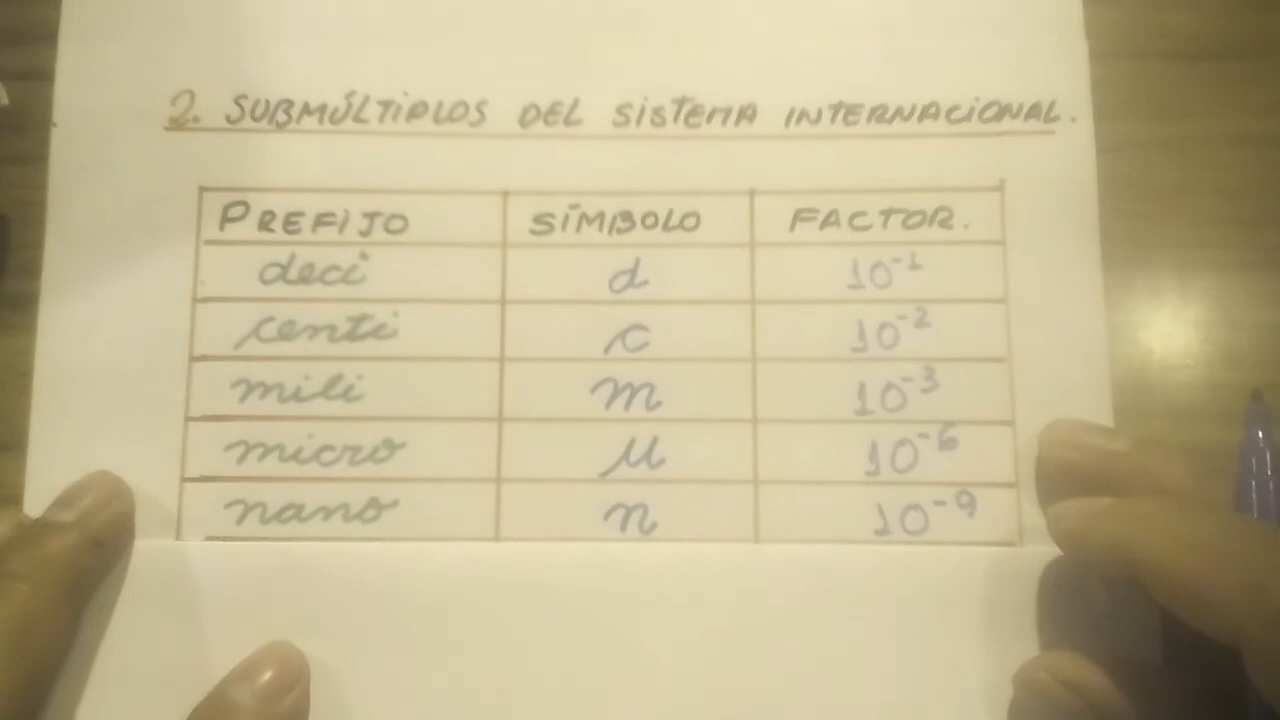 2. SUBMÚLTIPLOS DEL SISTEMA INTERNACIONAL.
PREFIJO SÍMBOLO FACTOR.
deci d 10⁻¹
centi c 10⁻²
mili m 10⁻³
micro μ 10⁻⁶
nano n 10⁻⁹